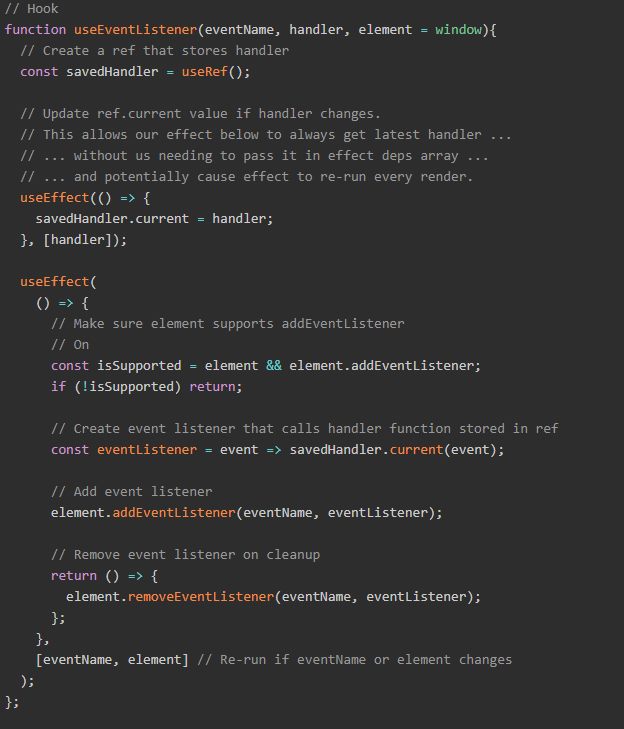 // Hook
function useEventListener(eventName, handler, element = window){
  // Create a ref that stores handler
  const savedHandler = useRef();

  // Update ref.current value if handler changes.
  // This allows our effect below to always get latest handler ...
  // ... without us needing to pass it in effect deps array ...
  // ... and potentially cause effect to re-run every render.
  useEffect(() => {
    savedHandler.current = handler;
  }, [handler]);

  useEffect(
    () => {
      // Make sure element supports addEventListener
      // On
      const isSupported = element && element.addEventListener;
      if (!isSupported) return;

      // Create event listener that calls handler function stored in ref
      const eventListener = event => savedHandler.current(event);

      // Add event listener
      element.addEventListener(eventName, eventListener);

      // Remove event listener on cleanup
      return () => {
        element.removeEventListener(eventName, eventListener);
      };
    },
    [eventName, element] // Re-run if eventName or element changes
  );
};